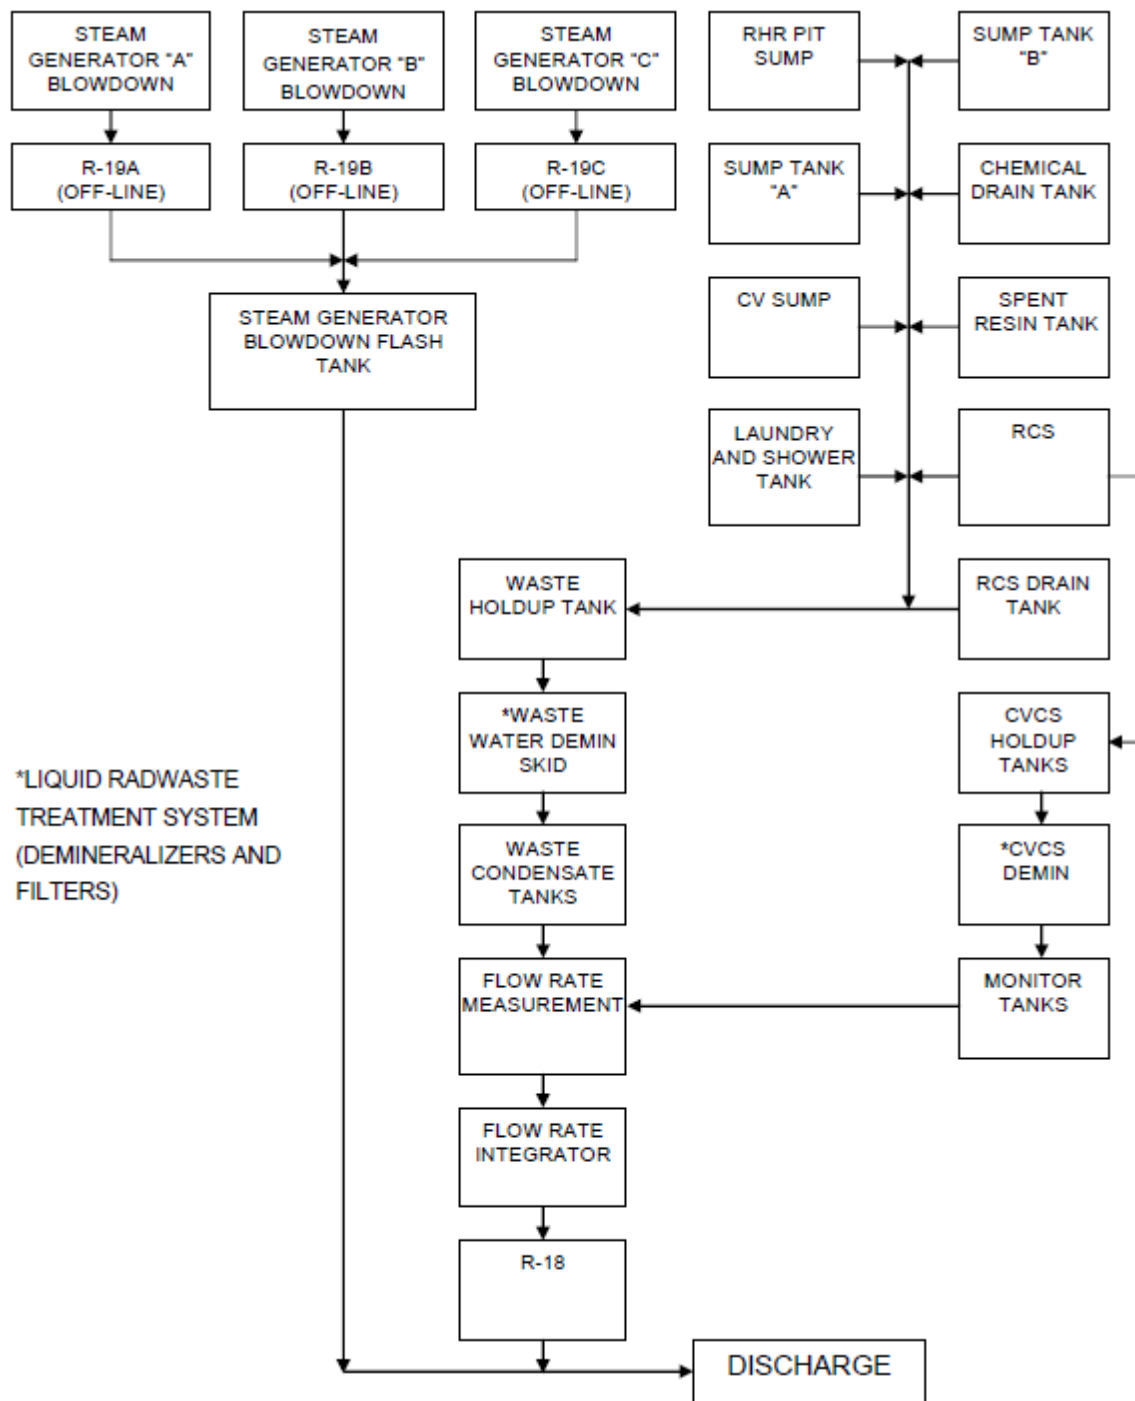 STEAM
GENERATOR "A"
BLOWDOWN
STEAM
GENERATOR "B"
BLOWDOWN
STEAM
GENERATOR "C"
BLOWDOWN
RHR PIT
SUMP
SUMP TANK
"B"
R-19A
(OFF-LINE)
R-19B
(OFF-LINE)
R-19C
(OFF-LINE)
SUMP TANK
"A"
CHEMICAL
DRAIN TANK
STEAM GENERATOR
BLOWDOWN FLASH
TANK
CV SUMP
SPENT
RESIN TANK
LAUNDRY
AND SHOWER
TANK
RCS
WASTE
HOLDUP TANK
RCS DRAIN
TANK
*WASTE
WATER DEMIN
SKID
CVCS
HOLDUP
TANKS
*LIQUID RADWASTE
TREATMENT SYSTEM
(DEMINERALIZERS AND
FILTERS)
WASTE
CONDENSATE
TANKS
*CVCS
DEMIN
FLOW RATE
MEASUREMENT
MONITOR
TANKS
FLOW RATE
INTEGRATOR
R-18
DISCHARGE